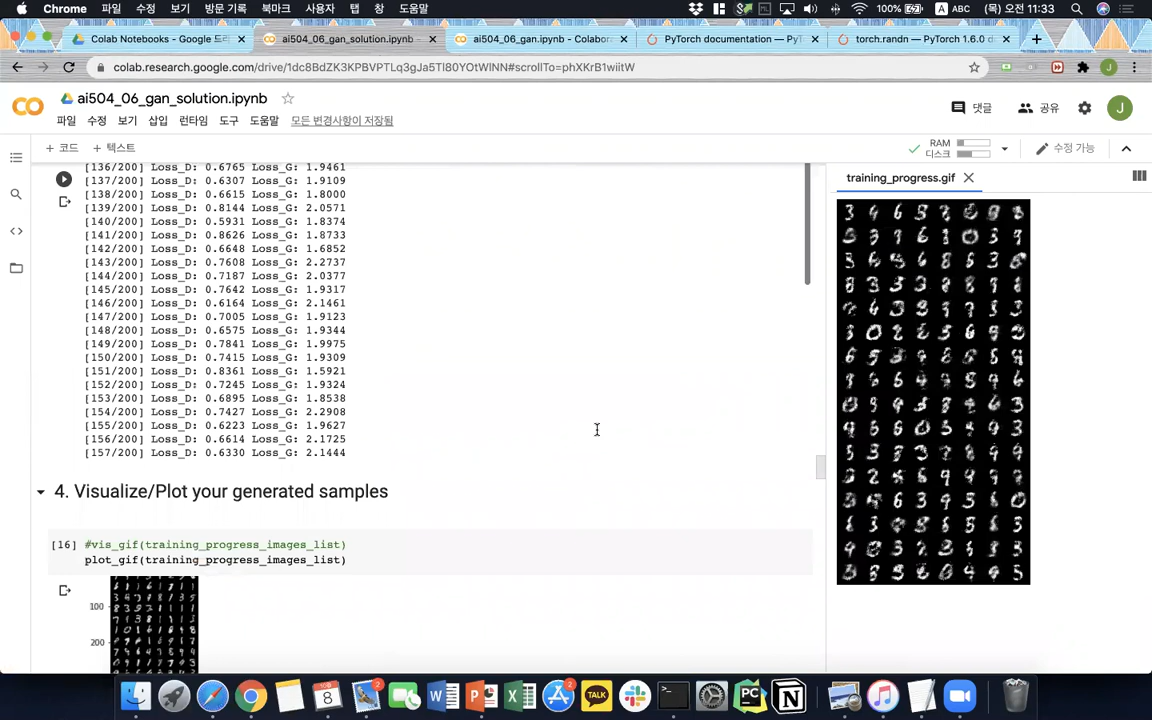 Chrome 파일 수정 보기 방문 기록 북마크 사용자 탭 창 도움말 100% A ABC (목) 오전 11:33
Colab Notebooks - Google 드라 ai504_06_gan_solution.ipynb - ai504_06_gan.ipynb - Colabor PyTorch documentation — PyT torch.randn — PyTorch 1.6.0 d
colab.research.google.com/drive/1dc8BdZK3KPBVPTLq3gJa5Tl80YOtWlNN#scrollTo=phXKrB1wiitW
ai504_06_gan_solution.ipynb
댓글 공유 J
파일 수정 보기 삽입 런타임 도구 도움말 모든 변경사항이 저장됨
+ 코드 + 텍스트
RAM
디스크
수정 가능
[136/200] Loss_D: 0.6765 Loss_G: 1.9461
[137/200] Loss_D: 0.6307 Loss_G: 1.9109
[138/200] Loss_D: 0.6615 Loss_G: 1.8000
[139/200] Loss_D: 0.8144 Loss_G: 2.0571
[140/200] Loss_D: 0.5931 Loss_G: 1.8374
[141/200] Loss_D: 0.8626 Loss_G: 1.8733
[142/200] Loss_D: 0.6648 Loss_G: 1.6852
[143/200] Loss_D: 0.7608 Loss_G: 2.2737
[144/200] Loss_D: 0.7187 Loss_G: 2.0377
[145/200] Loss_D: 0.7642 Loss_G: 1.9317
[146/200] Loss_D: 0.6164 Loss_G: 2.1461
[147/200] Loss_D: 0.7005 Loss_G: 1.9123
[148/200] Loss_D: 0.6575 Loss_G: 1.9344
[149/200] Loss_D: 0.7841 Loss_G: 1.9975
[150/200] Loss_D: 0.7415 Loss_G: 1.9309
[151/200] Loss_D: 0.8361 Loss_G: 1.5921
[152/200] Loss_D: 0.7245 Loss_G: 1.9324
[153/200] Loss_D: 0.6895 Loss_G: 1.8538
[154/200] Loss_D: 0.7427 Loss_G: 2.2908
[155/200] Loss_D: 0.6223 Loss_G: 1.9627
[156/200] Loss_D: 0.6614 Loss_G: 2.1725
[157/200] Loss_D: 0.6330 Loss_G: 2.1444
4. Visualize/Plot your generated samples
[16] #vis_gif(training_progress_images_list)
plot_gif(training_progress_images_list)
100
200
training_progress.gif
8
TALK